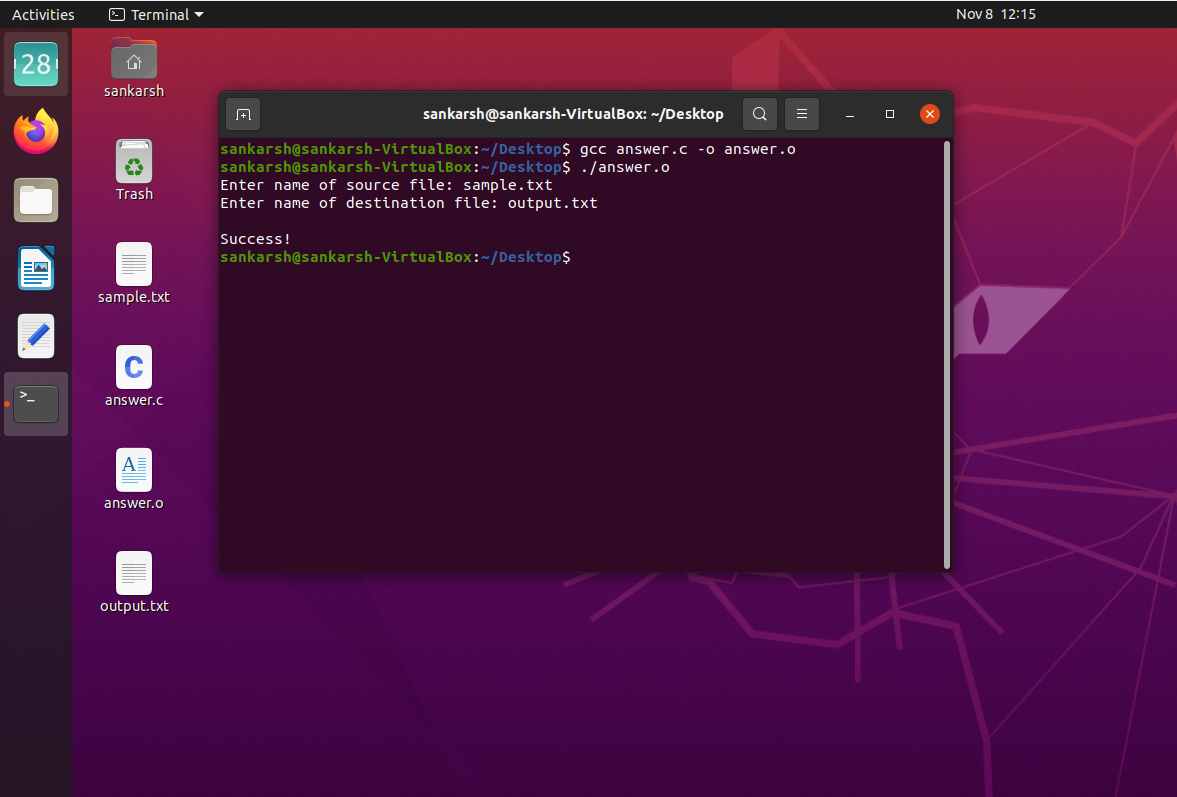 Activities
Terminal
Nov 8 12:15
28
sankarsh
Trash
sample.txt
C
answer.c
A
answer.o
output.txt
sankarsh@sankarsh-VirtualBox: ~/Desktop
sankarsh@sankarsh-VirtualBox:~/Desktop$ gcc answer.c -o answer.o
sankarsh@sankarsh-VirtualBox:~/Desktop$ ./answer.o
Enter name of source file: sample.txt
Enter name of destination file: output.txt
Success!
sankarsh@sankarsh-VirtualBox:~/Desktop$
>_